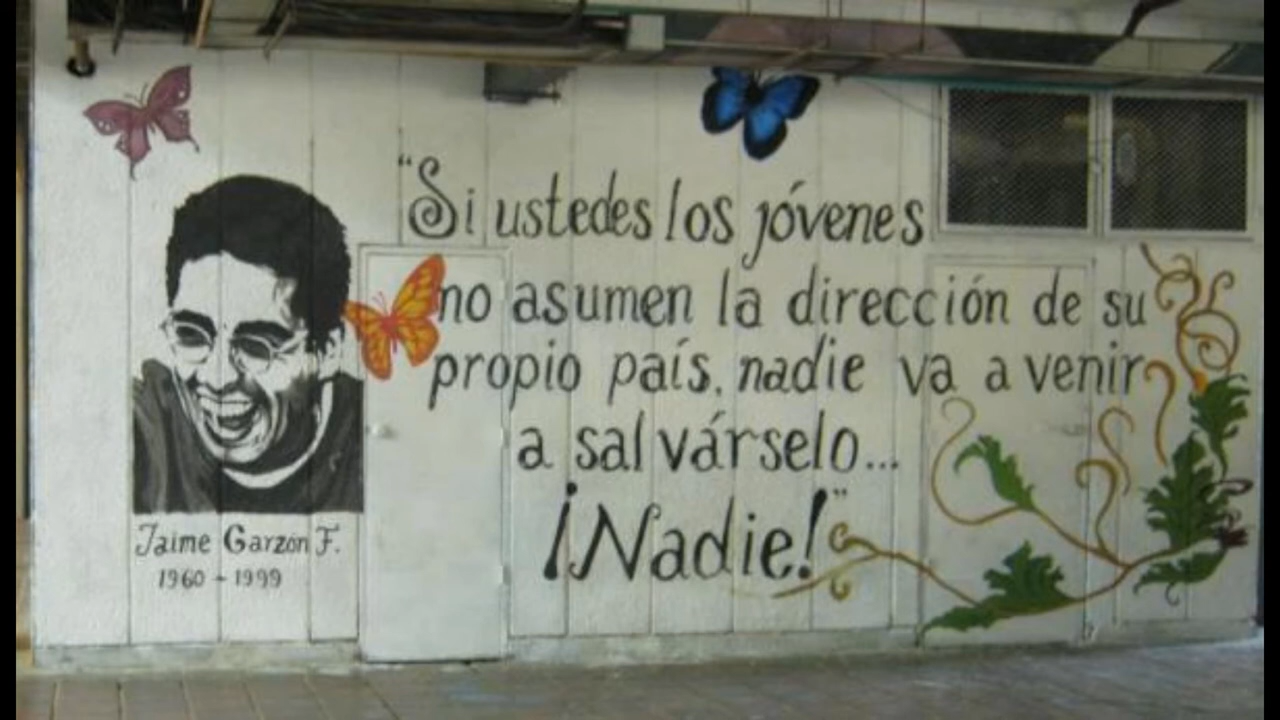 "Si ustedes los jóvenes
no asumen la dirección de su
propio país, nadie va a venir
a salvárselo...
¡Nadie!"
Jaime Garzón F.
1960 - 1999